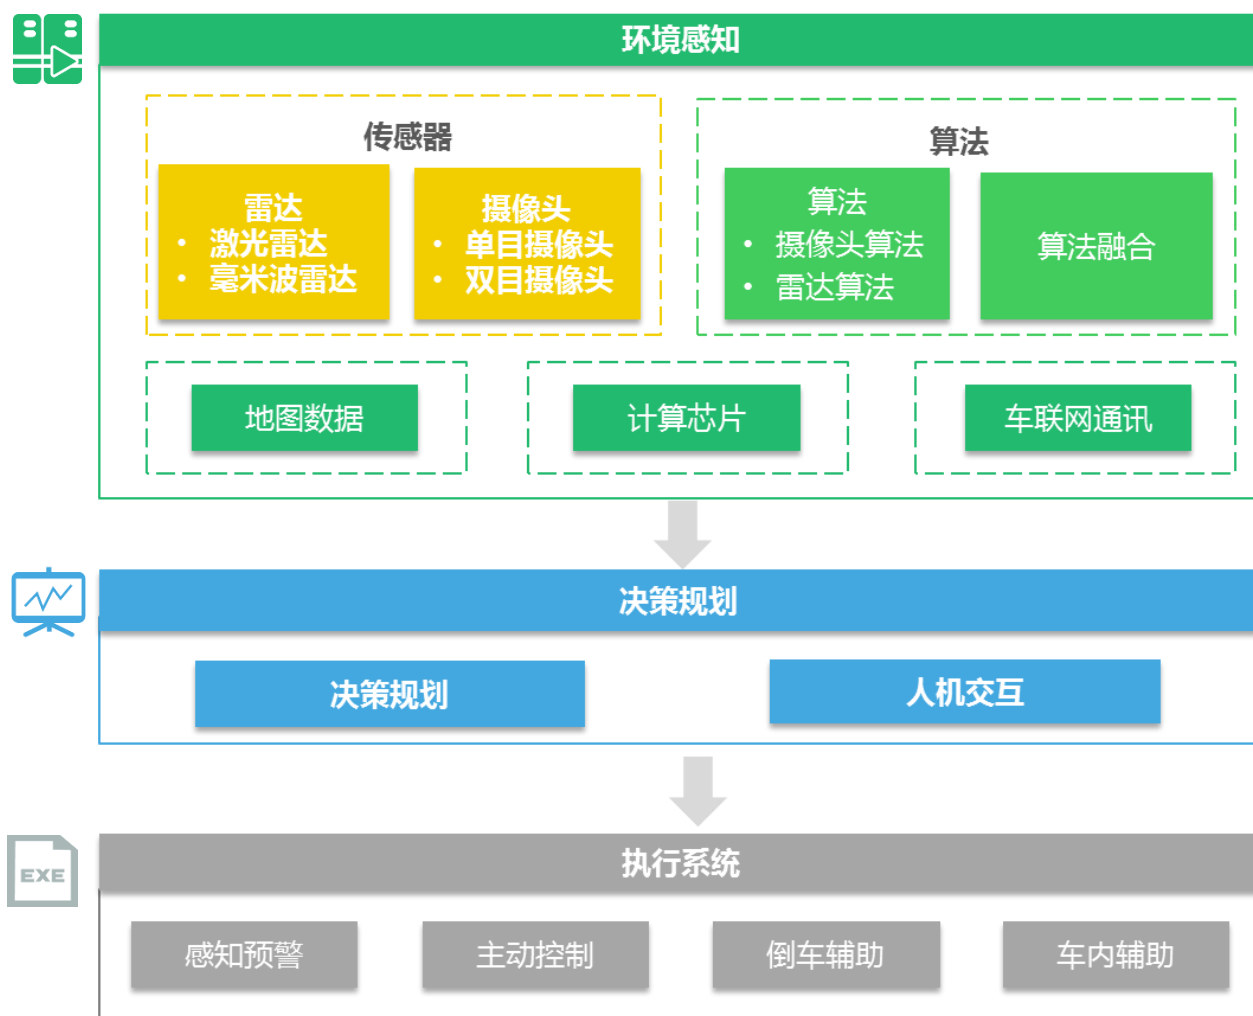 环境感知
传感器
算法
雷达
• 激光雷达
• 毫米波雷达
摄像头
• 单目摄像头
• 双目摄像头
算法
• 摄像头算法
• 雷达算法
算法融合
地图数据
计算芯片
车联网通讯
决策规划
决策规划
人机交互
EXE
执行系统
感知预警
主动控制
倒车辅助
车内辅助